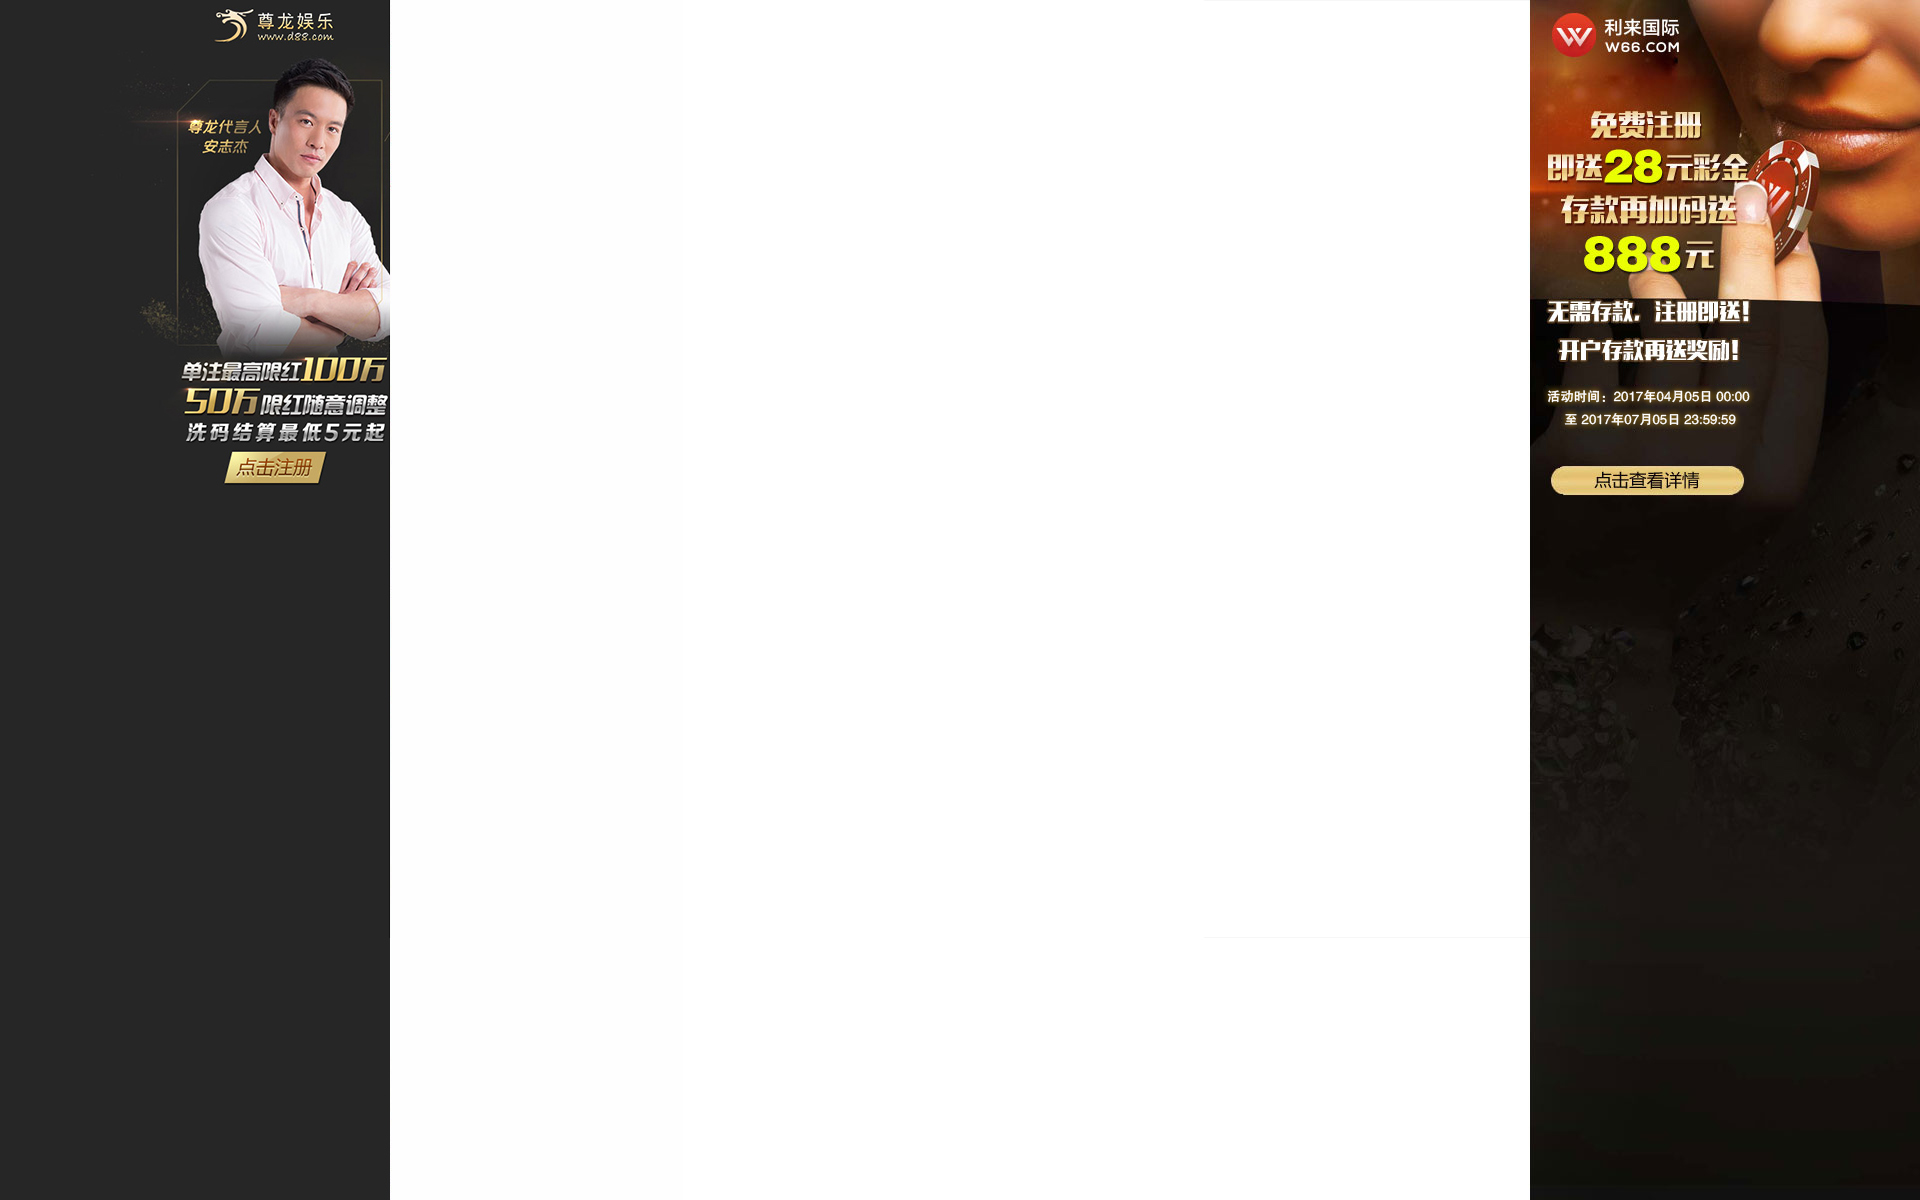 尊龙娱乐
www.d88.com
尊龙代言人
安志杰
单注最高限红100万
50万限红随意调整
洗码结算最低5元起
点击注册
利来国际
W66.COM
免费注册
即送28元彩金
存款再加码送
888元
无需存款，注册即送！
开户存款再送奖励！
活动时间：2017年04月05日 00:00
至 2017年07月05日 23:59:59
点击查看详情